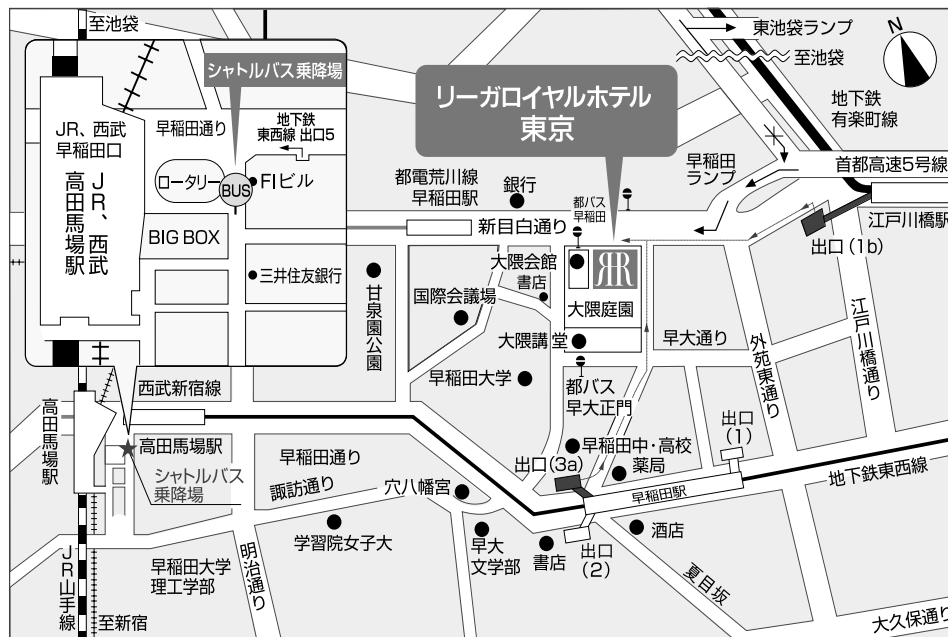 至池袋
シャトルバス乗降場
JR、西武
早稲田口
JR、西武
高田馬場駅
早稲田通り
地下鉄
東西線 出口5
ロータリー
BUS
FIビル
BIG BOX
三井住友銀行
リーガロイヤルホテル
東京
東池袋ランプ
至池袋
N
地下鉄
有楽町線
早稲田
ランプ
首都高速5号線
江戸川橋駅
出口(1b)
都電荒川線
早稲田駅
銀行
都バス
早稲田
新目白通り
大隈会館
書店
RR
大隈庭園
国際会議場
甘泉園公園
大隈講堂
早大通り
外苑東通り
江戸川橋通り
早稲田大学
都バス
早大正門
西武新宿線
高田馬場駅
高田馬場駅
シャトルバス
乗降場
早稲田通り
諏訪通り
穴八幡宮
出口(3a)
早稲田中・高校
薬局
出口
(1)
早稲田駅
地下鉄東西線
学習院女子大
早大
文学部
書店
出口
(2)
酒店
夏目坂
早稲田大学
理工学部
明治通り
JR山手線
至新宿
大久保通り